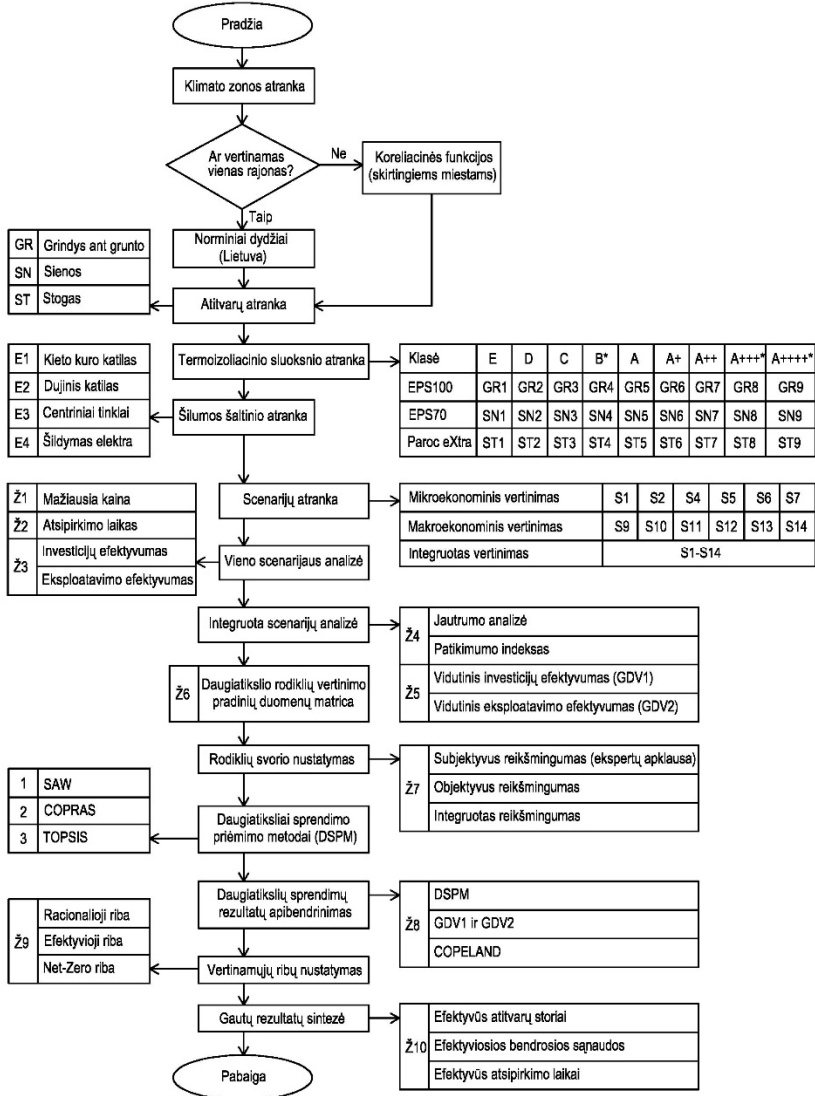 Pradžia
Klimato zonos atranka
Ar vertinamas
vienas rajonas?
Ne
Koreliacinės funkcijos
(skirtingiems miestams)
Taip
Norminiai dydžiai
(Lietuva)
GR Grindys ant grunto
SN Sienos
ST Stogas
Atitvarų atranka
E1 Kieto kuro katilas
E2 Dujinis katilas
E3 Centriniai tinklai
E4 Šildymas elektra
Termoizoliacinio sluoksnio atranka
Šilumos šaltinio atranka
Klasė E D C B* A A+ A++ A+++* A++++*
EPS100 GR1 GR2 GR3 GR4 GR5 GR6 GR7 GR8 GR9
EPS70 SN1 SN2 SN3 SN4 SN5 SN6 SN7 SN8 SN9
Paroc eXtra ST1 ST2 ST3 ST4 ST5 ST6 ST7 ST8 ST9
Scenarijų atranka
Mikroekonominis vertinimas S1 S2 S4 S5 S6 S7
Makroekonominis vertinimas S9 S10 S11 S12 S13 S14
Integruotas vertinimas S1-S14
Ž1 Mažiausia kaina
Ž2 Atsipirkimo laikas
Ž3 Investicijų efektyvumas
Eksploatavimo efektyvumas
Vieno scenarijaus analizė
Integruota scenarijų analizė
Ž4 Jautrumo analizė
Patikimumo indeksas
Ž5 Vidutinis investicijų efektyvumas (GDV1)
Vidutinis eksploatavimo efektyvumas (GDV2)
Ž6 Daugiatikslio rodiklių vertinimo
pradinių duomenų matrica
Rodiklių svorio nustatymas
Ž7 Subjektyvus reikšmingumas (ekspertų apklausa)
Objektyvus reikšmingumas
Integruotas reikšmingumas
1 SAW
2 COPRAS
3 TOPSIS
Daugiatiksliai sprendimo
priėmimo metodai (DSPM)
Daugiatikslių sprendimų
rezultatų apibendrinimas
Ž8 DSPM
GDV1 ir GDV2
COPELAND
Ž9 Racionalioji riba
Efektyvioji riba
Net-Zero riba
Vertinamųjų ribų nustatymas
Gautų rezultatų sintezė
Ž10 Efektyvūs atitvarų storiai
Efektyviosios bendrosios sąnaudos
Efektyvūs atsipirkimo laikai
Pabaiga